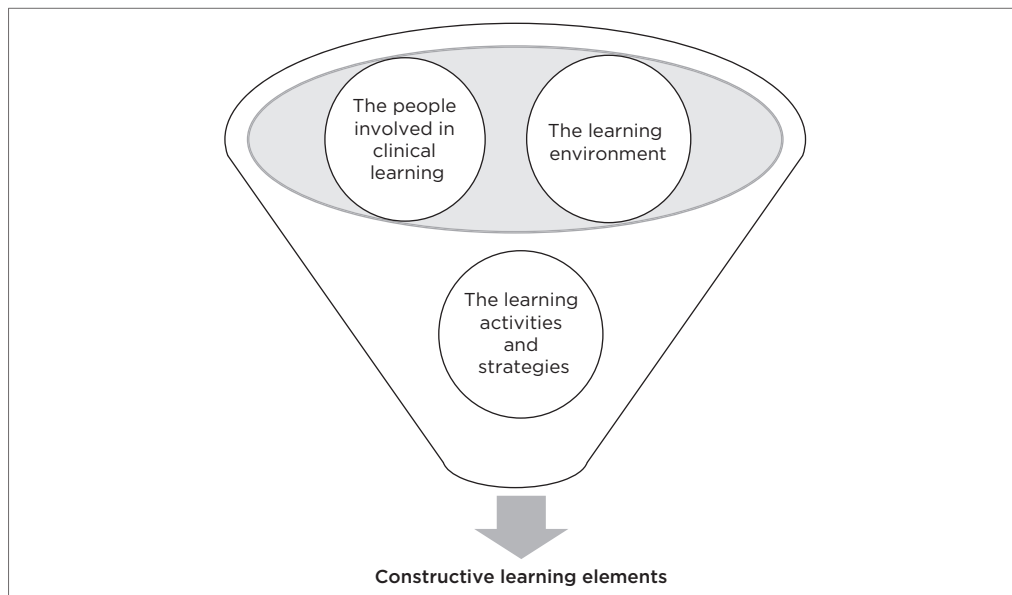 The people
involved in
clinical
learning
The learning
environment
The learning
activities
and
strategies
Constructive learning elements